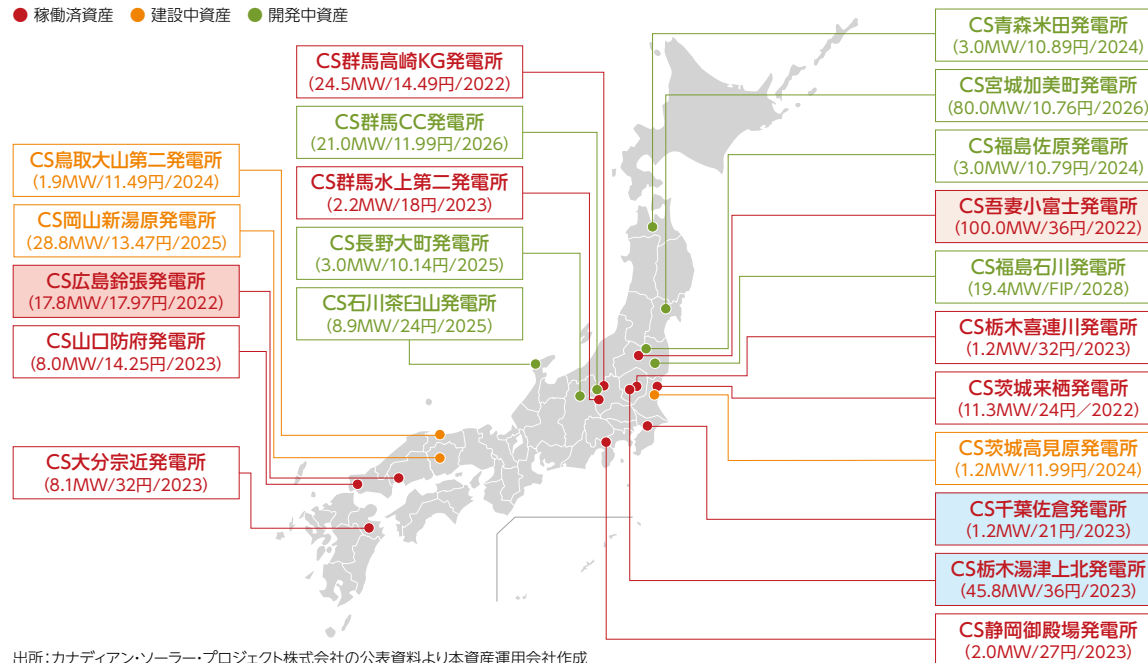 ● 稼働済資産 ● 建設中資産 ● 開発中資産
CS群馬高崎KG発電所
(24.5MW/14.49円/2022)
CS群馬CC発電所
(21.0MW/11.99円/2026)
CS群馬水上第二発電所
(2.2MW/18円/2023)
CS長野大町発電所
(3.0MW/10.14円/2025)
CS石川茶臼山発電所
(8.9MW/24円/2025)
CS鳥取大山第二発電所
(1.9MW/11.49円/2024)
CS岡山新湯原発電所
(28.8MW/13.47円/2025)
CS広島鈴張発電所
(17.8MW/17.97円/2022)
CS山口防府発電所
(8.0MW/14.25円/2023)
CS大分宗近発電所
(8.1MW/32円/2023)
CS青森米田発電所
(3.0MW/10.89円/2024)
CS宮城加美町発電所
(80.0MW/10.76円/2026)
CS福島佐原発電所
(3.0MW/10.79円/2024)
CS吾妻小富士発電所
(100.0MW/36円/2022)
CS福島石川発電所
(19.4MW/FIP/2028)
CS栃木喜連川発電所
(1.2MW/32円/2023)
CS茨城来栖発電所
(11.3MW/24円／2022)
CS茨城高見原発電所
(1.2MW/11.99円/2024)
CS千葉佐倉発電所
(1.2MW/21円/2023)
CS栃木湯津上北発電所
(45.8MW/36円/2023)
CS静岡御殿場発電所
(2.0MW/27円/2023)
出所：カナディアン・ソーラー・プロジェクト株式会社の公表資料より本資産運用会社作成